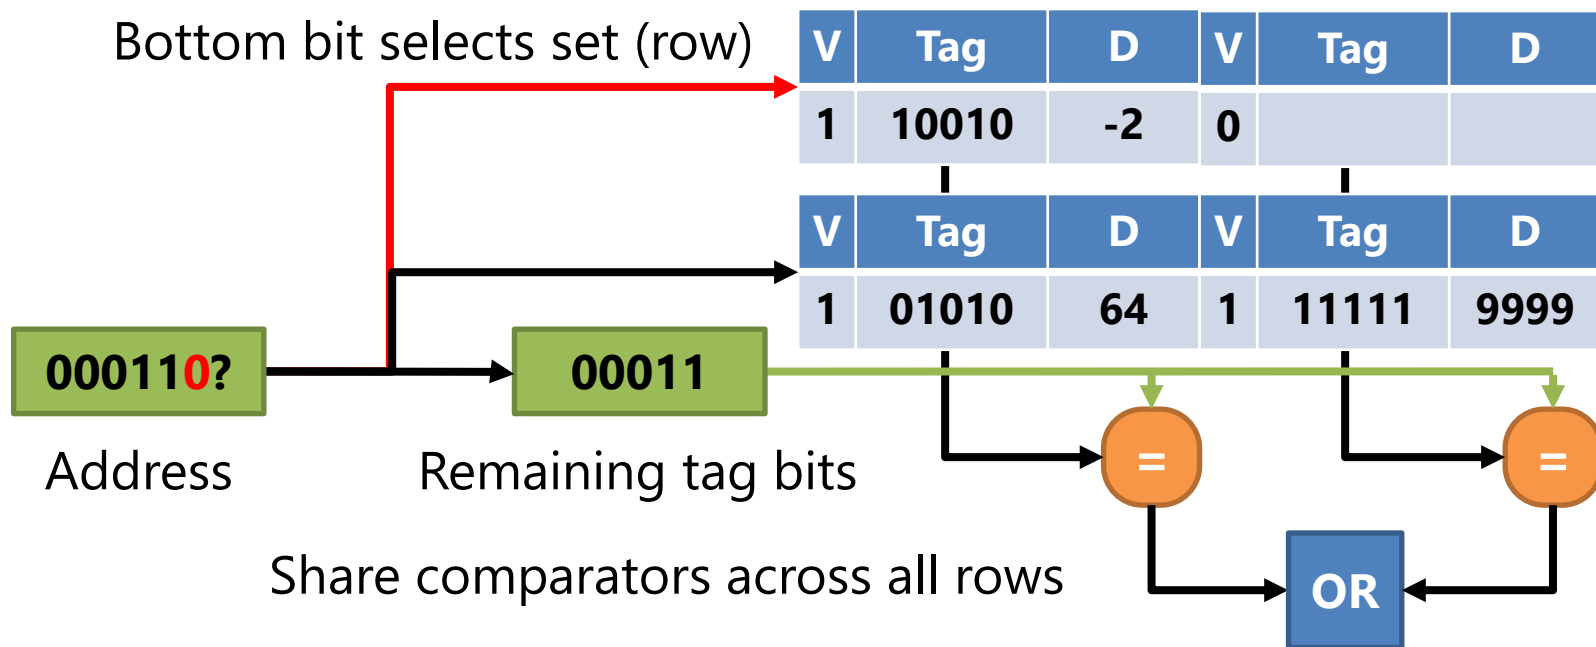 Bottom bit selects set (row)
V Tag D V Tag D
1 10010 -2 0
V Tag D V Tag D
1 01010 64 1 11111 9999
000110?
00011
Address
Remaining tag bits
= =
Share comparators across all rows
OR